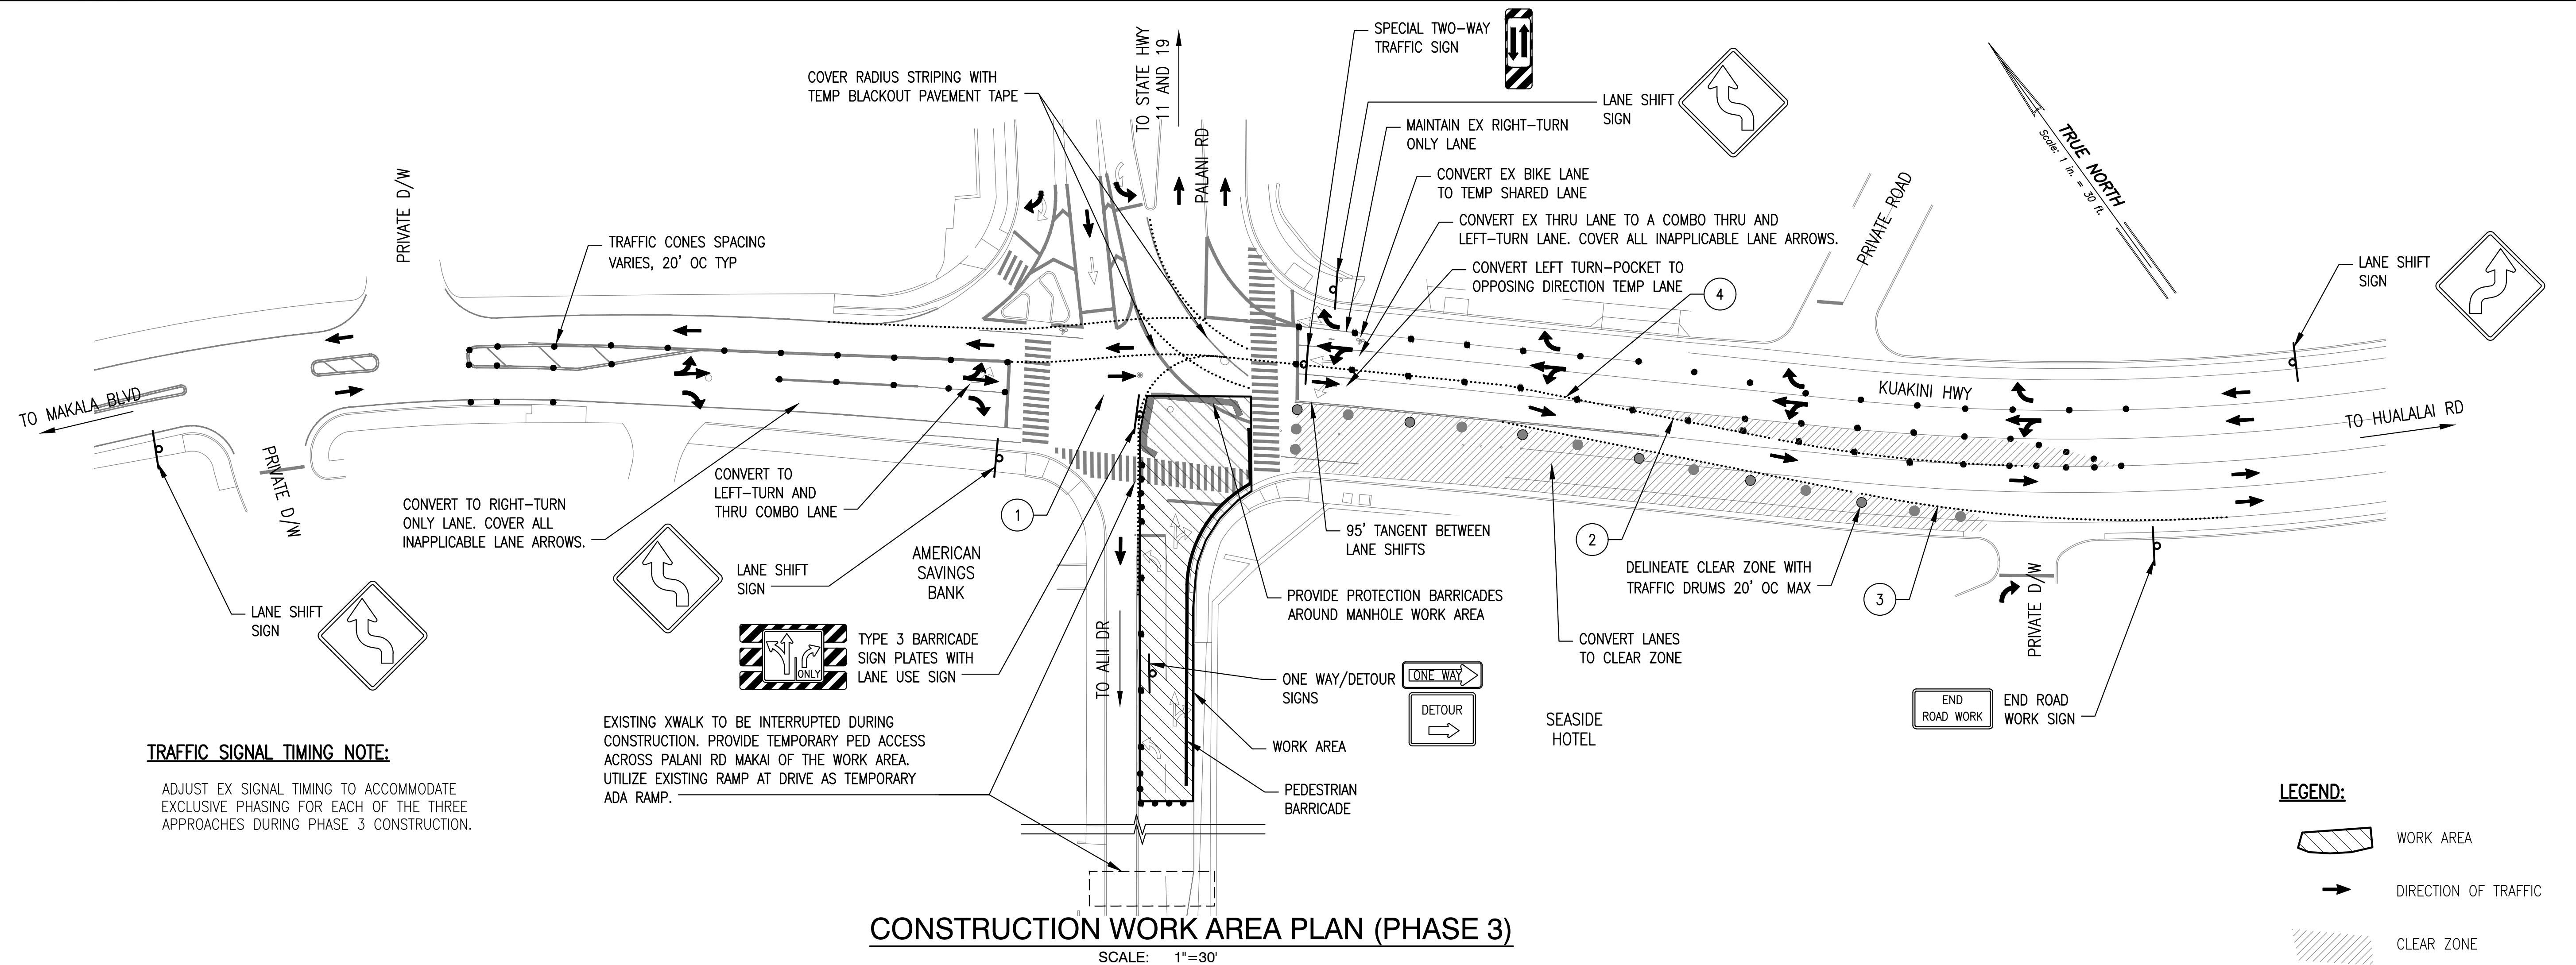 SPECIAL TWO-WAY
TRAFFIC SIGN
TO STATE HWY
11 AND 19
PALANI RD
COVER RADIUS STRIPING WITH
TEMP BLACKOUT PAVEMENT TAPE
LANE SHIFT
SIGN
MAINTAIN EX RIGHT-TURN
ONLY LANE
CONVERT EX BIKE LANE
TO TEMP SHARED LANE
CONVERT EX THRU LANE TO A COMBO THRU AND
LEFT-TURN LANE. COVER ALL INAPPLICABLE LANE ARROWS.
CONVERT LEFT TURN-POCKET TO
OPPOSING DIRECTION TEMP LANE
4
PRIVATE ROAD
TRUE NORTH
Scale: 1 in. = 30 ft.
LANE SHIFT
SIGN
PRIVATE D/W
TRAFFIC CONES SPACING
VARIES, 20' OC TYP
TO MAKALA BLVD
KUAKINI HWY
TO HUALALAI RD
PRIVATE D/W
CONVERT TO RIGHT-TURN
ONLY LANE. COVER ALL
INAPPLICABLE LANE ARROWS.
CONVERT TO
LEFT-TURN AND
THRU COMBO LANE
1
95' TANGENT BETWEEN
LANE SHIFTS
2
DELINEATE CLEAR ZONE WITH
TRAFFIC DRUMS 20' OC MAX
3
LANE SHIFT
SIGN
LANE SHIFT
SIGN
AMERICAN
SAVINGS
BANK
PROVIDE PROTECTION BARRICADES
AROUND MANHOLE WORK AREA
CONVERT LANES
TO CLEAR ZONE
PRIVATE D/W
ONLY
TYPE 3 BARRICADE
SIGN PLATES WITH
LANE USE SIGN
TO ALII DR
ONE WAY/DETOUR
SIGNS
ONE WAY
DETOUR
SEASIDE
HOTEL
END
ROAD WORK
END ROAD
WORK SIGN
EXISTING XWALK TO BE INTERRUPTED DURING
CONSTRUCTION. PROVIDE TEMPORARY PED ACCESS
ACROSS PALANI RD MAKAI OF THE WORK AREA.
UTILIZE EXISTING RAMP AT DRIVE AS TEMPORARY
ADA RAMP.
WORK AREA
PEDESTRIAN
BARRICADE
TRAFFIC SIGNAL TIMING NOTE:
ADJUST EX SIGNAL TIMING TO ACCOMMODATE
EXCLUSIVE PHASING FOR EACH OF THE THREE
APPROACHES DURING PHASE 3 CONSTRUCTION.
LEGEND:
WORK AREA
DIRECTION OF TRAFFIC
CLEAR ZONE
CONSTRUCTION WORK AREA PLAN (PHASE 3)
SCALE: 1"=30'